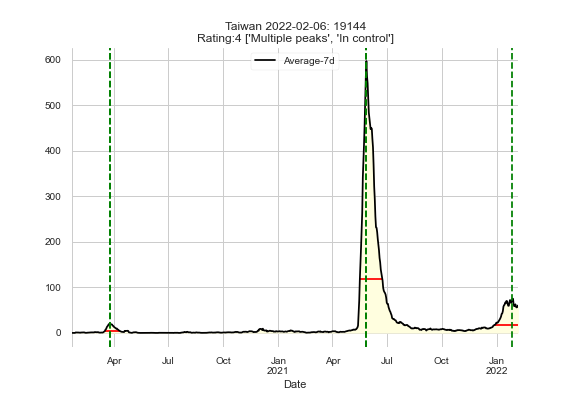 Taiwan 2022-02-06: 19144
Rating:4 ['Multiple peaks', 'In control']
Average-7d
600
500
400
300
200
100
0
Apr Jul Oct Jan Apr Jul Oct Jan
2021 2022
Date